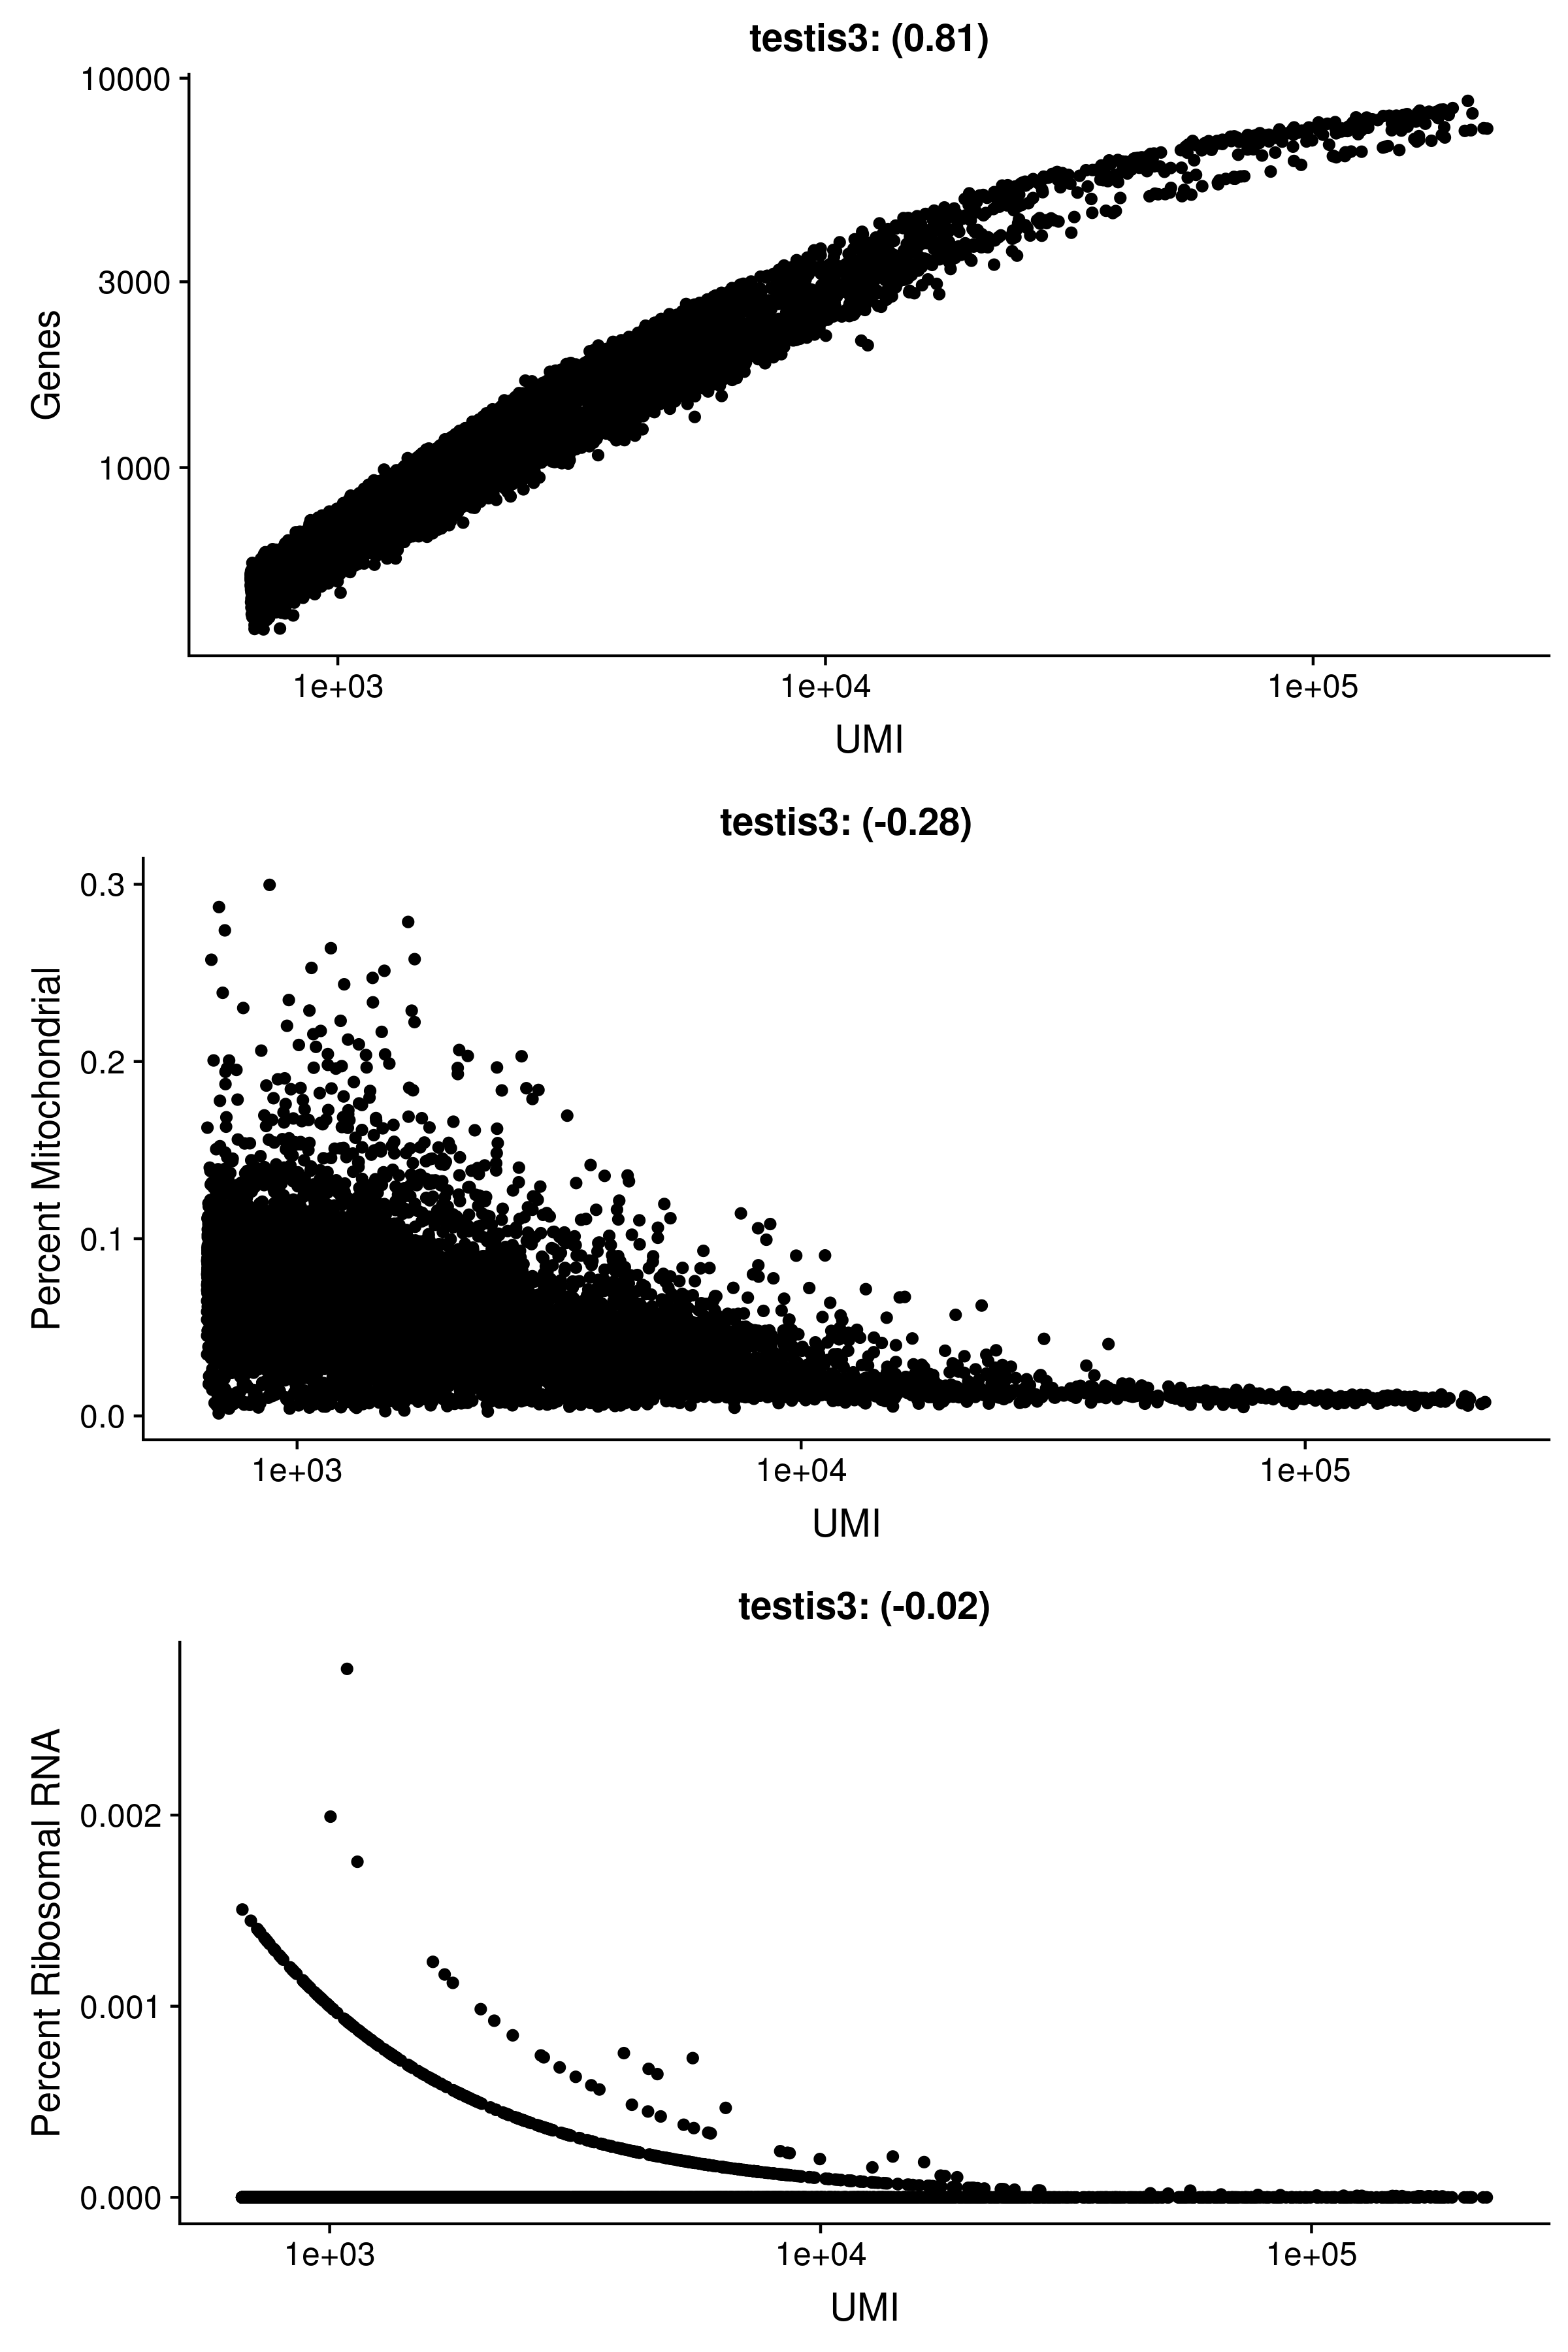 testis3: (0.81)
10000
3000
1000
Genes
1e+03 1e+04 1e+05
UMI
testis3: (-0.28)
0.3
0.2
0.1
0.0
Percent Mitochondrial
1e+03 1e+04 1e+05
UMI
testis3: (-0.02)
0.002
0.001
0.000
Percent Ribosomal RNA
1e+03 1e+04 1e+05
UMI